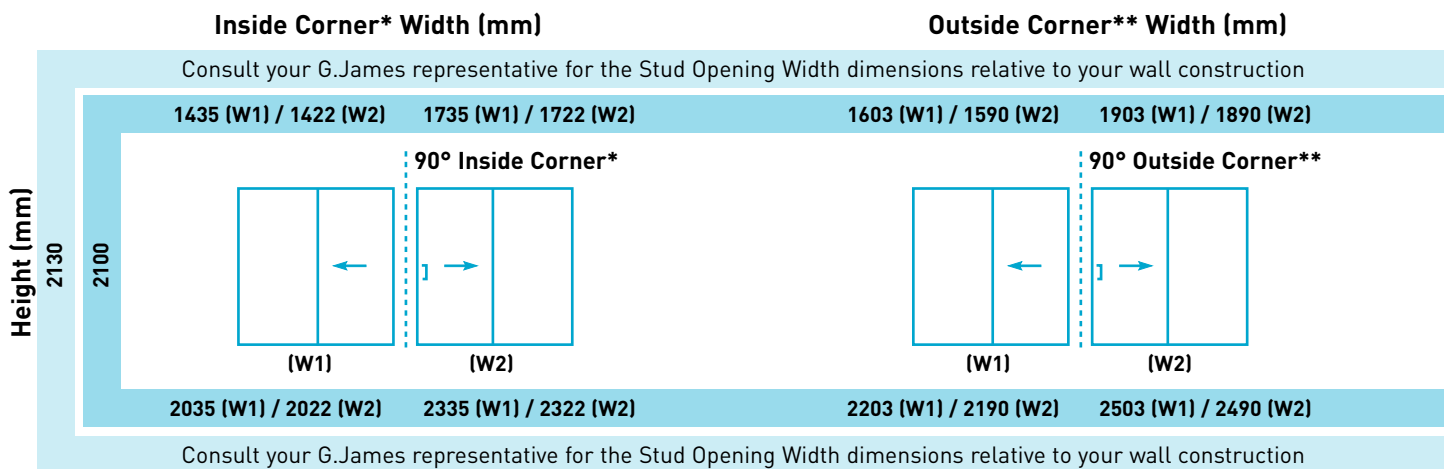 Inside Corner* Width (mm)
Outside Corner** Width (mm)
Consult your G.James representative for the Stud Opening Width dimensions relative to your wall construction
1435 (W1) / 1422 (W2)
1735 (W1) / 1722 (W2)
1603 (W1) / 1590 (W2)
1903 (W1) / 1890 (W2)
Height (mm)
2130
2100
90° Inside Corner*
90° Outside Corner**
(W1)
(W2)
(W1)
(W2)
2035 (W1) / 2022 (W2)
2335 (W1) / 2322 (W2)
2203 (W1) / 2190 (W2)
2503 (W1) / 2490 (W2)
Consult your G.James representative for the Stud Opening Width dimensions relative to your wall construction